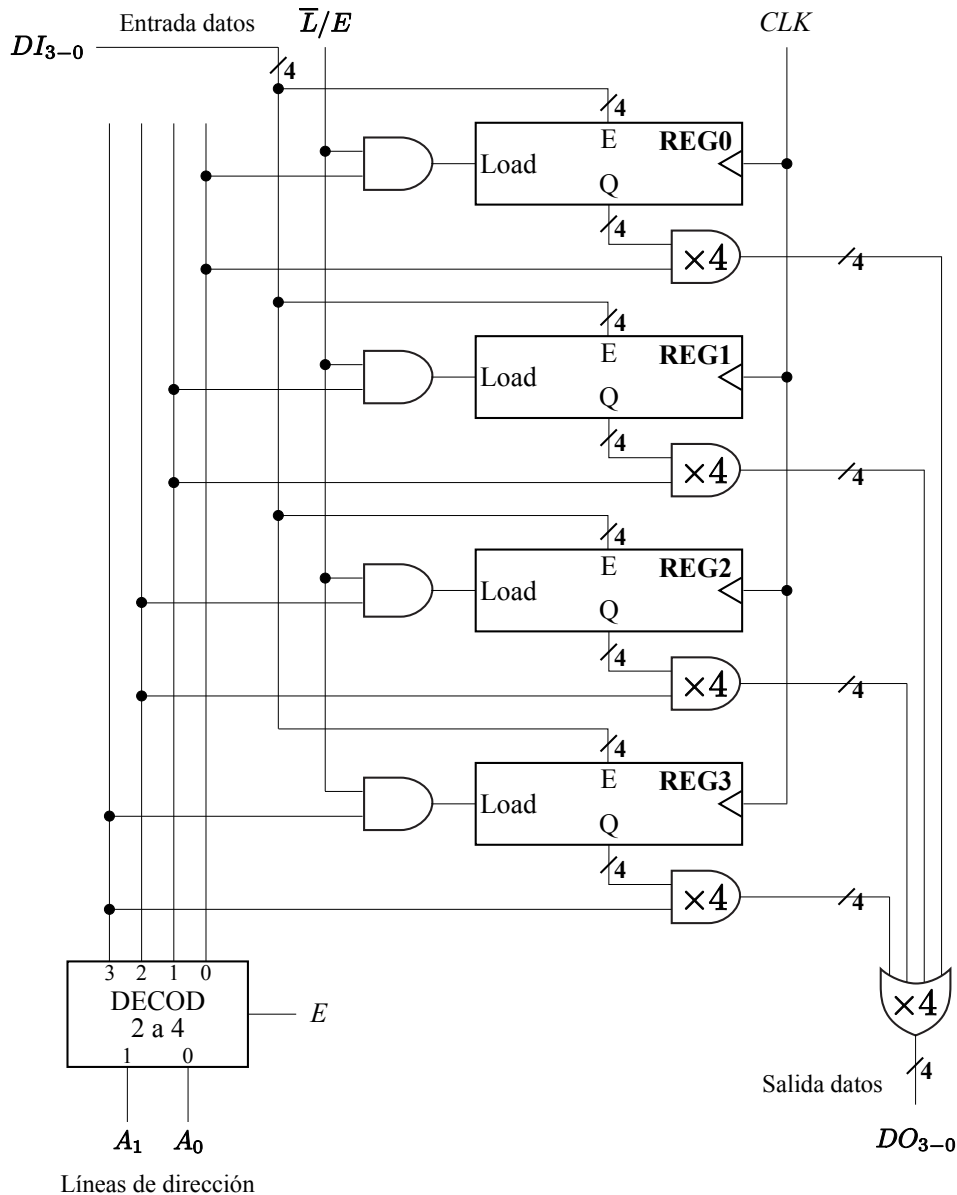 Entrada datos
L̅/E
CLK
DI₃₋₀
4
4
E
REG0
Load
Q
4
×4
4
4
E
REG1
Load
Q
4
×4
4
4
E
REG2
Load
Q
4
×4
4
4
E
REG3
Load
Q
4
×4
4
3 2 1 0
DECOD
2 a 4
1 0
E
×4
4
Salida datos
A₁ A₀
DO₃₋₀
Líneas de dirección